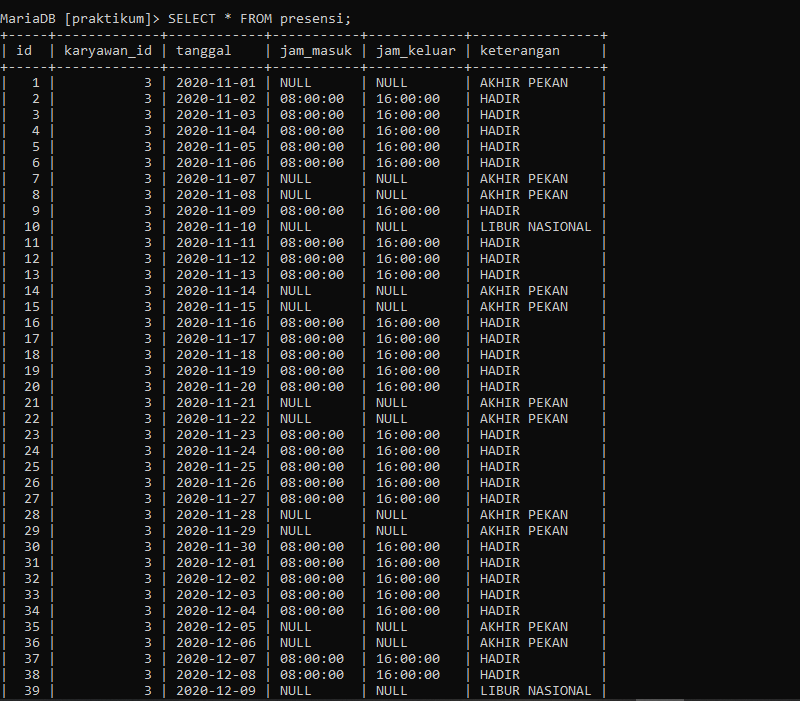 MariaDB [praktikum]> SELECT * FROM presensi;
+----+-------------+------------+-----------+------------+----------------+
| id | karyawan_id | tanggal    | jam_masuk | jam_keluar | keterangan     |
+----+-------------+------------+-----------+------------+----------------+
|  1 |           3 | 2020-11-01 | NULL      | NULL       | AKHIR PEKAN    |
|  2 |           3 | 2020-11-02 | 08:00:00  | 16:00:00   | HADIR          |
|  3 |           3 | 2020-11-03 | 08:00:00  | 16:00:00   | HADIR          |
|  4 |           3 | 2020-11-04 | 08:00:00  | 16:00:00   | HADIR          |
|  5 |           3 | 2020-11-05 | 08:00:00  | 16:00:00   | HADIR          |
|  6 |           3 | 2020-11-06 | 08:00:00  | 16:00:00   | HADIR          |
|  7 |           3 | 2020-11-07 | NULL      | NULL       | AKHIR PEKAN    |
|  8 |           3 | 2020-11-08 | NULL      | NULL       | AKHIR PEKAN    |
|  9 |           3 | 2020-11-09 | 08:00:00  | 16:00:00   | HADIR          |
| 10 |           3 | 2020-11-10 | NULL      | NULL       | LIBUR NASIONAL |
| 11 |           3 | 2020-11-11 | 08:00:00  | 16:00:00   | HADIR          |
| 12 |           3 | 2020-11-12 | 08:00:00  | 16:00:00   | HADIR          |
| 13 |           3 | 2020-11-13 | 08:00:00  | 16:00:00   | HADIR          |
| 14 |           3 | 2020-11-14 | NULL      | NULL       | AKHIR PEKAN    |
| 15 |           3 | 2020-11-15 | NULL      | NULL       | AKHIR PEKAN    |
| 16 |           3 | 2020-11-16 | 08:00:00  | 16:00:00   | HADIR          |
| 17 |           3 | 2020-11-17 | 08:00:00  | 16:00:00   | HADIR          |
| 18 |           3 | 2020-11-18 | 08:00:00  | 16:00:00   | HADIR          |
| 19 |           3 | 2020-11-19 | 08:00:00  | 16:00:00   | HADIR          |
| 20 |           3 | 2020-11-20 | 08:00:00  | 16:00:00   | HADIR          |
| 21 |           3 | 2020-11-21 | NULL      | NULL       | AKHIR PEKAN    |
| 22 |           3 | 2020-11-22 | NULL      | NULL       | AKHIR PEKAN    |
| 23 |           3 | 2020-11-23 | 08:00:00  | 16:00:00   | HADIR          |
| 24 |           3 | 2020-11-24 | 08:00:00  | 16:00:00   | HADIR          |
| 25 |           3 | 2020-11-25 | 08:00:00  | 16:00:00   | HADIR          |
| 26 |           3 | 2020-11-26 | 08:00:00  | 16:00:00   | HADIR          |
| 27 |           3 | 2020-11-27 | 08:00:00  | 16:00:00   | HADIR          |
| 28 |           3 | 2020-11-28 | NULL      | NULL       | AKHIR PEKAN    |
| 29 |           3 | 2020-11-29 | NULL      | NULL       | AKHIR PEKAN    |
| 30 |           3 | 2020-11-30 | 08:00:00  | 16:00:00   | HADIR          |
| 31 |           3 | 2020-12-01 | 08:00:00  | 16:00:00   | HADIR          |
| 32 |           3 | 2020-12-02 | 08:00:00  | 16:00:00   | HADIR          |
| 33 |           3 | 2020-12-03 | 08:00:00  | 16:00:00   | HADIR          |
| 34 |           3 | 2020-12-04 | 08:00:00  | 16:00:00   | HADIR          |
| 35 |           3 | 2020-12-05 | NULL      | NULL       | AKHIR PEKAN    |
| 36 |           3 | 2020-12-06 | NULL      | NULL       | AKHIR PEKAN    |
| 37 |           3 | 2020-12-07 | 08:00:00  | 16:00:00   | HADIR          |
| 38 |           3 | 2020-12-08 | 08:00:00  | 16:00:00   | HADIR          |
| 39 |           3 | 2020-12-09 | NULL      | NULL       | LIBUR NASIONAL |